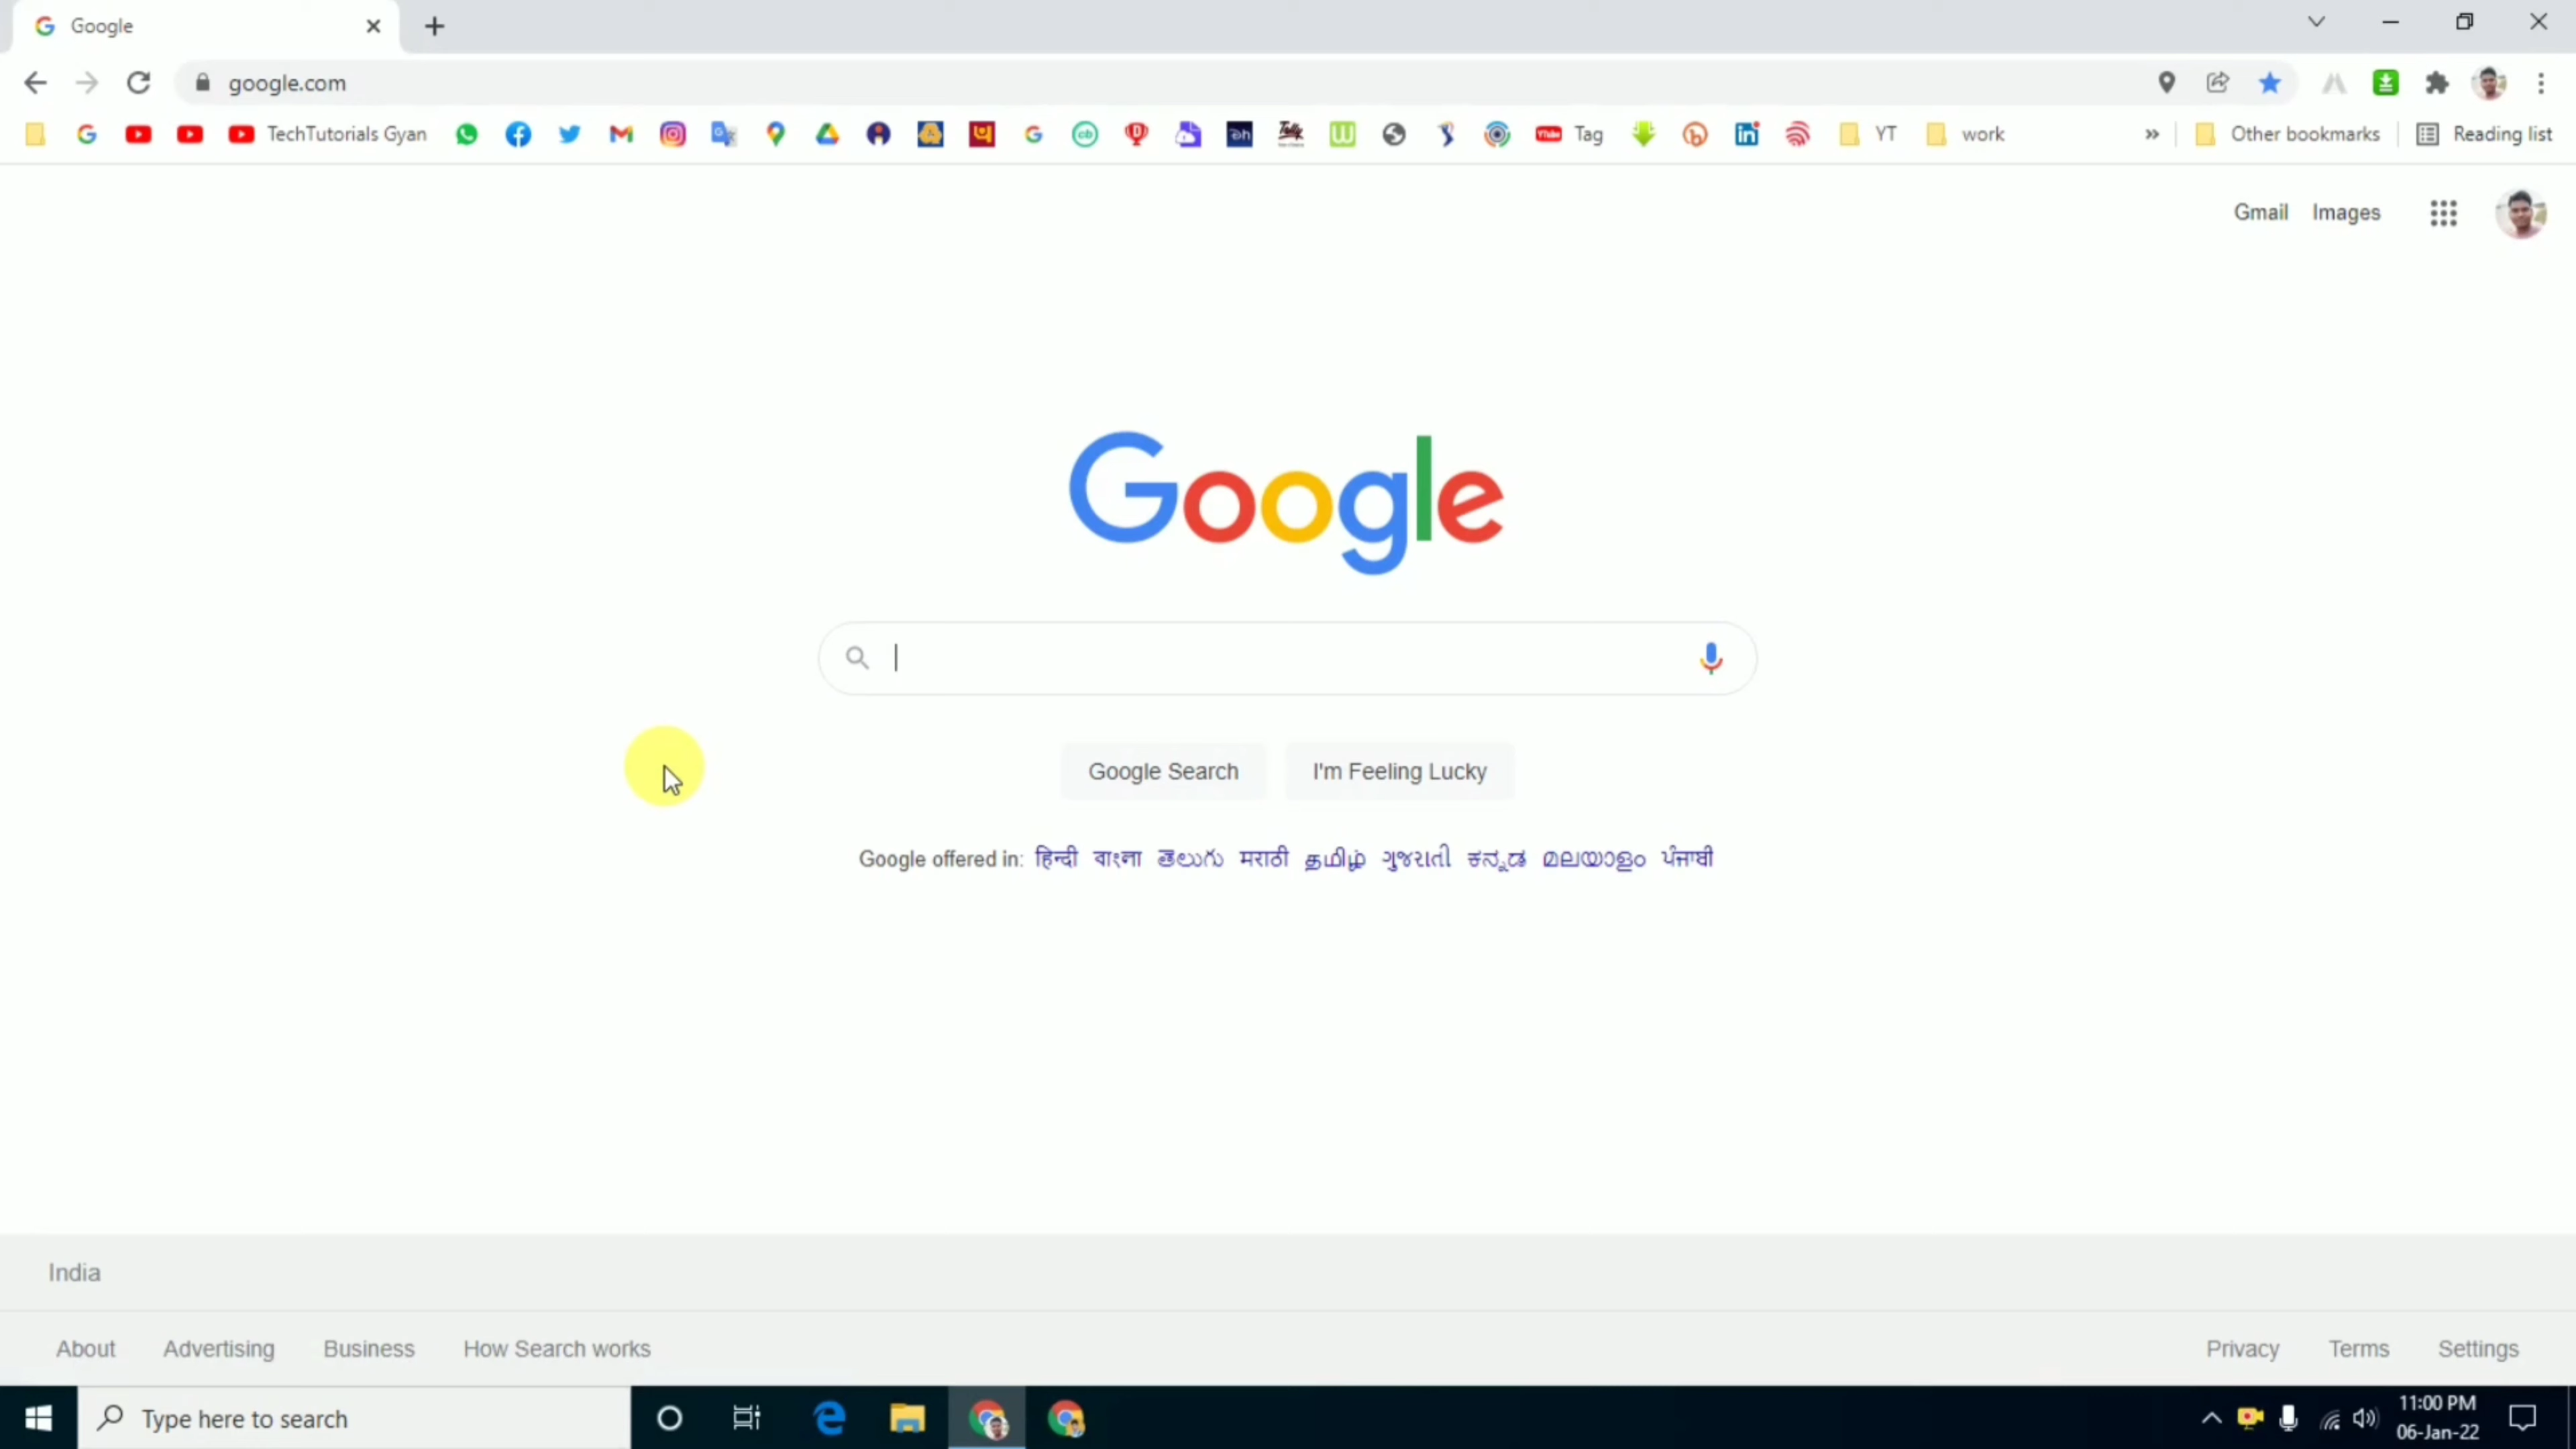 Google
google.com
TechTutorials Gyan Tag YT work » Other bookmarks Reading list
Gmail Images
Google
Google Search I'm Feeling Lucky
Google offered in: हिन्दी বাংলা తెలుగు मराठी தமிழ் ગુજરાતી ಕನ್ನಡ മലയാളം ਪੰਜਾਬੀ
India
About Advertising Business How Search works Privacy Terms Settings
Type here to search
11:00 PM
06-Jan-22